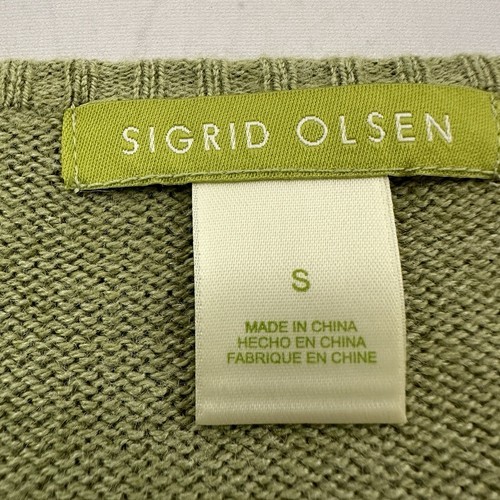 SIGRID OLSEN
S
MADE IN CHINA
HECHO EN CHINA
FABRIQUE EN CHINE